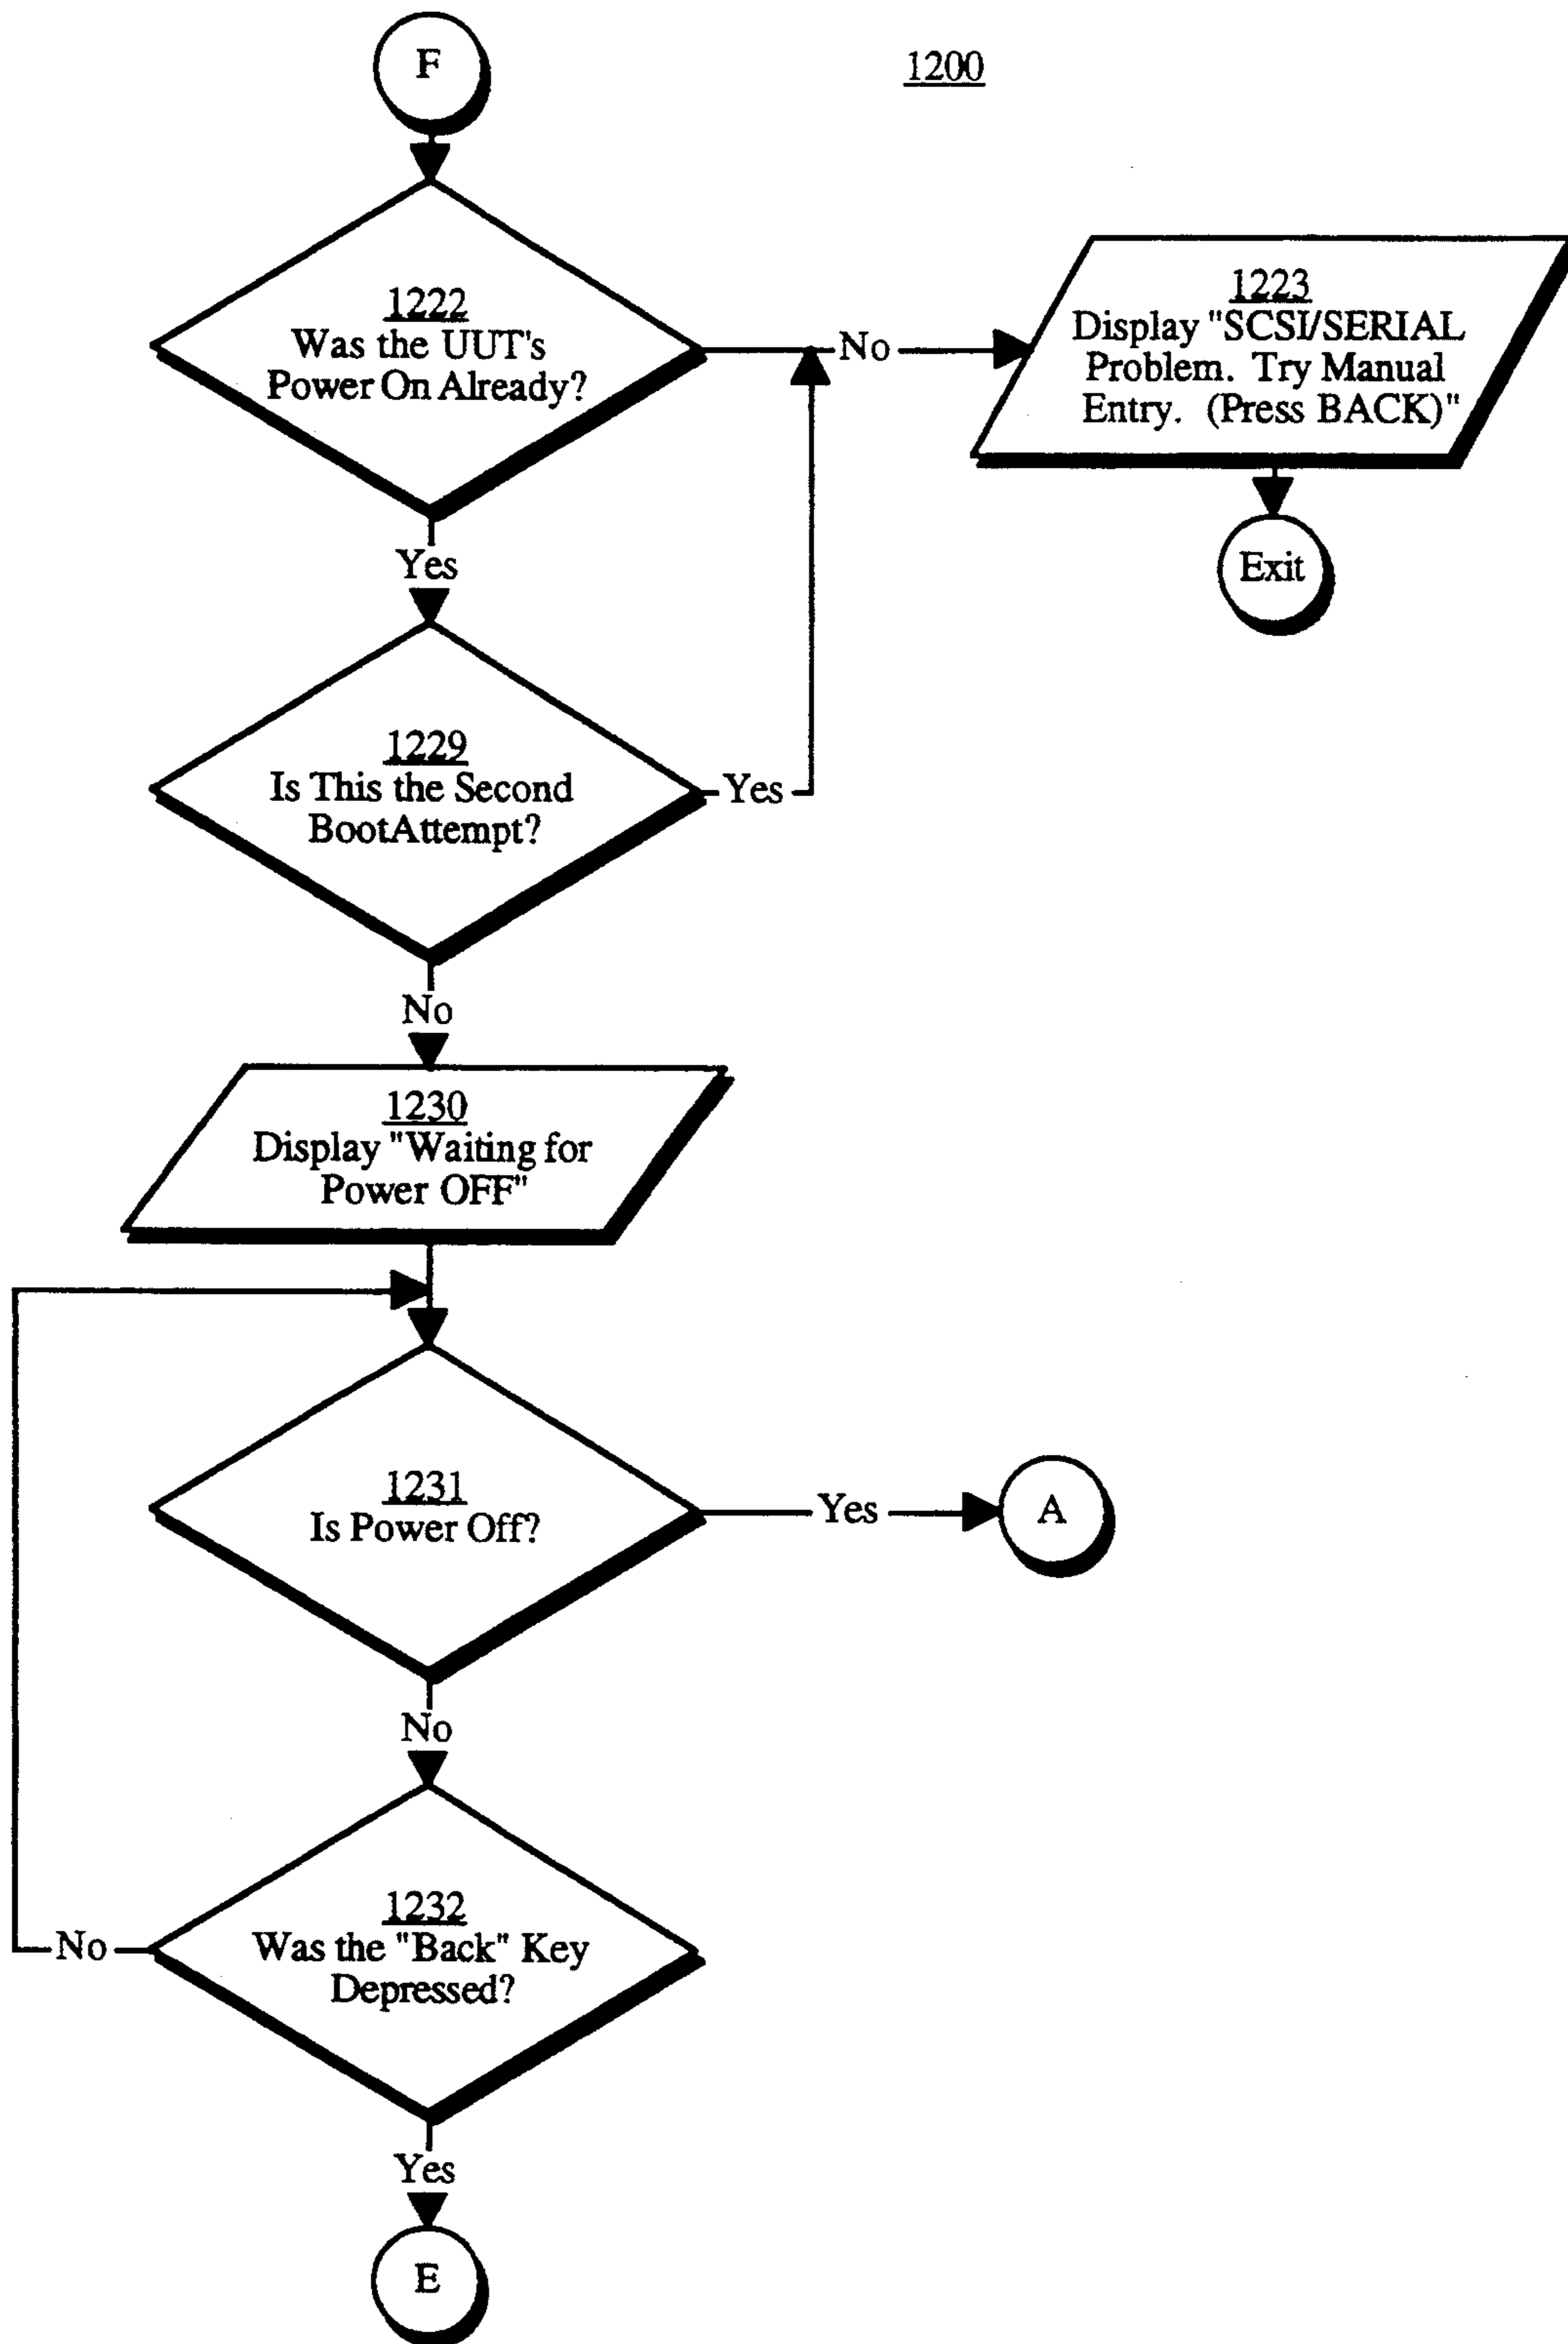 F
1200
1222
Was the UUT's
Power On Already?
No
1223
Display "SCSI/SERIAL
Problem. Try Manual
Entry. (Press BACK)"
Exit
Yes
1229
Is This the Second
BootAttempt?
Yes
No
1230
Display "Waiting for
Power OFF"
1231
Is Power Off?
Yes
A
No
1232
Was the "Back" Key
Depressed?
No
Yes
E